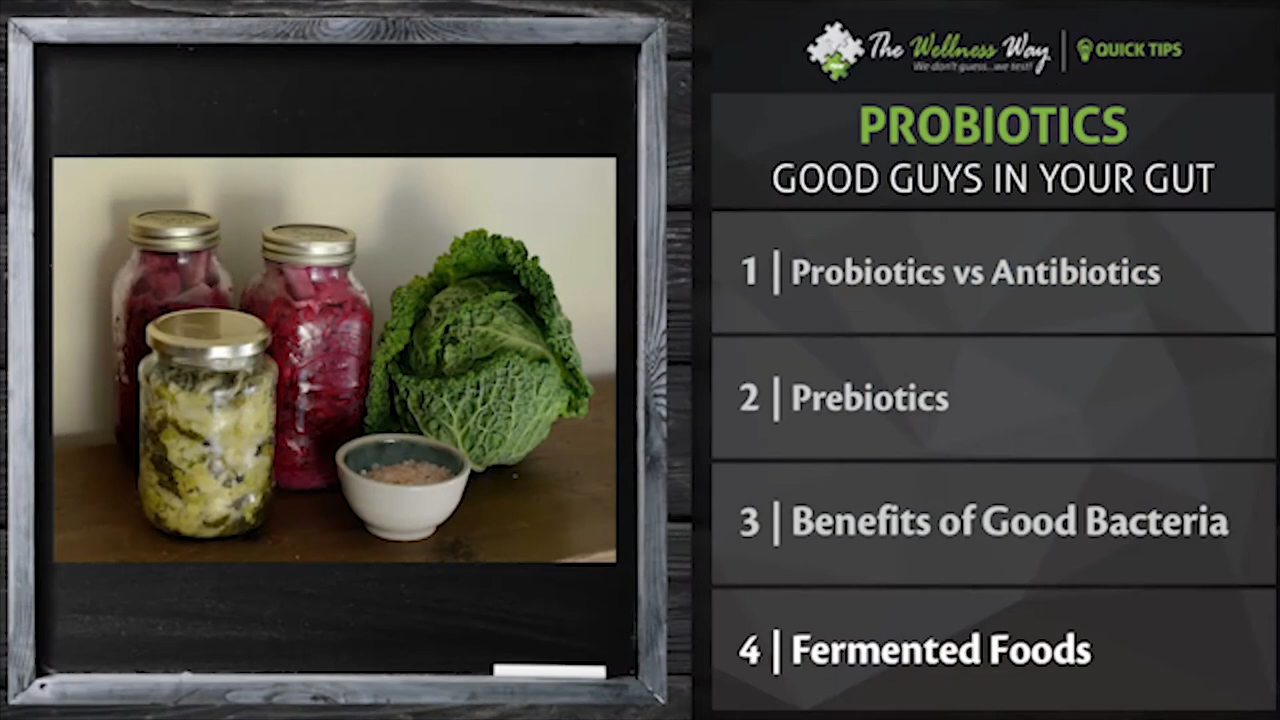 The Wellness Way
We don't guess...we test!
QUICK TIPS
PROBIOTICS
GOOD GUYS IN YOUR GUT
1 | Probiotics vs Antibiotics
2 | Prebiotics
3 | Benefits of Good Bacteria
4 | Fermented Foods